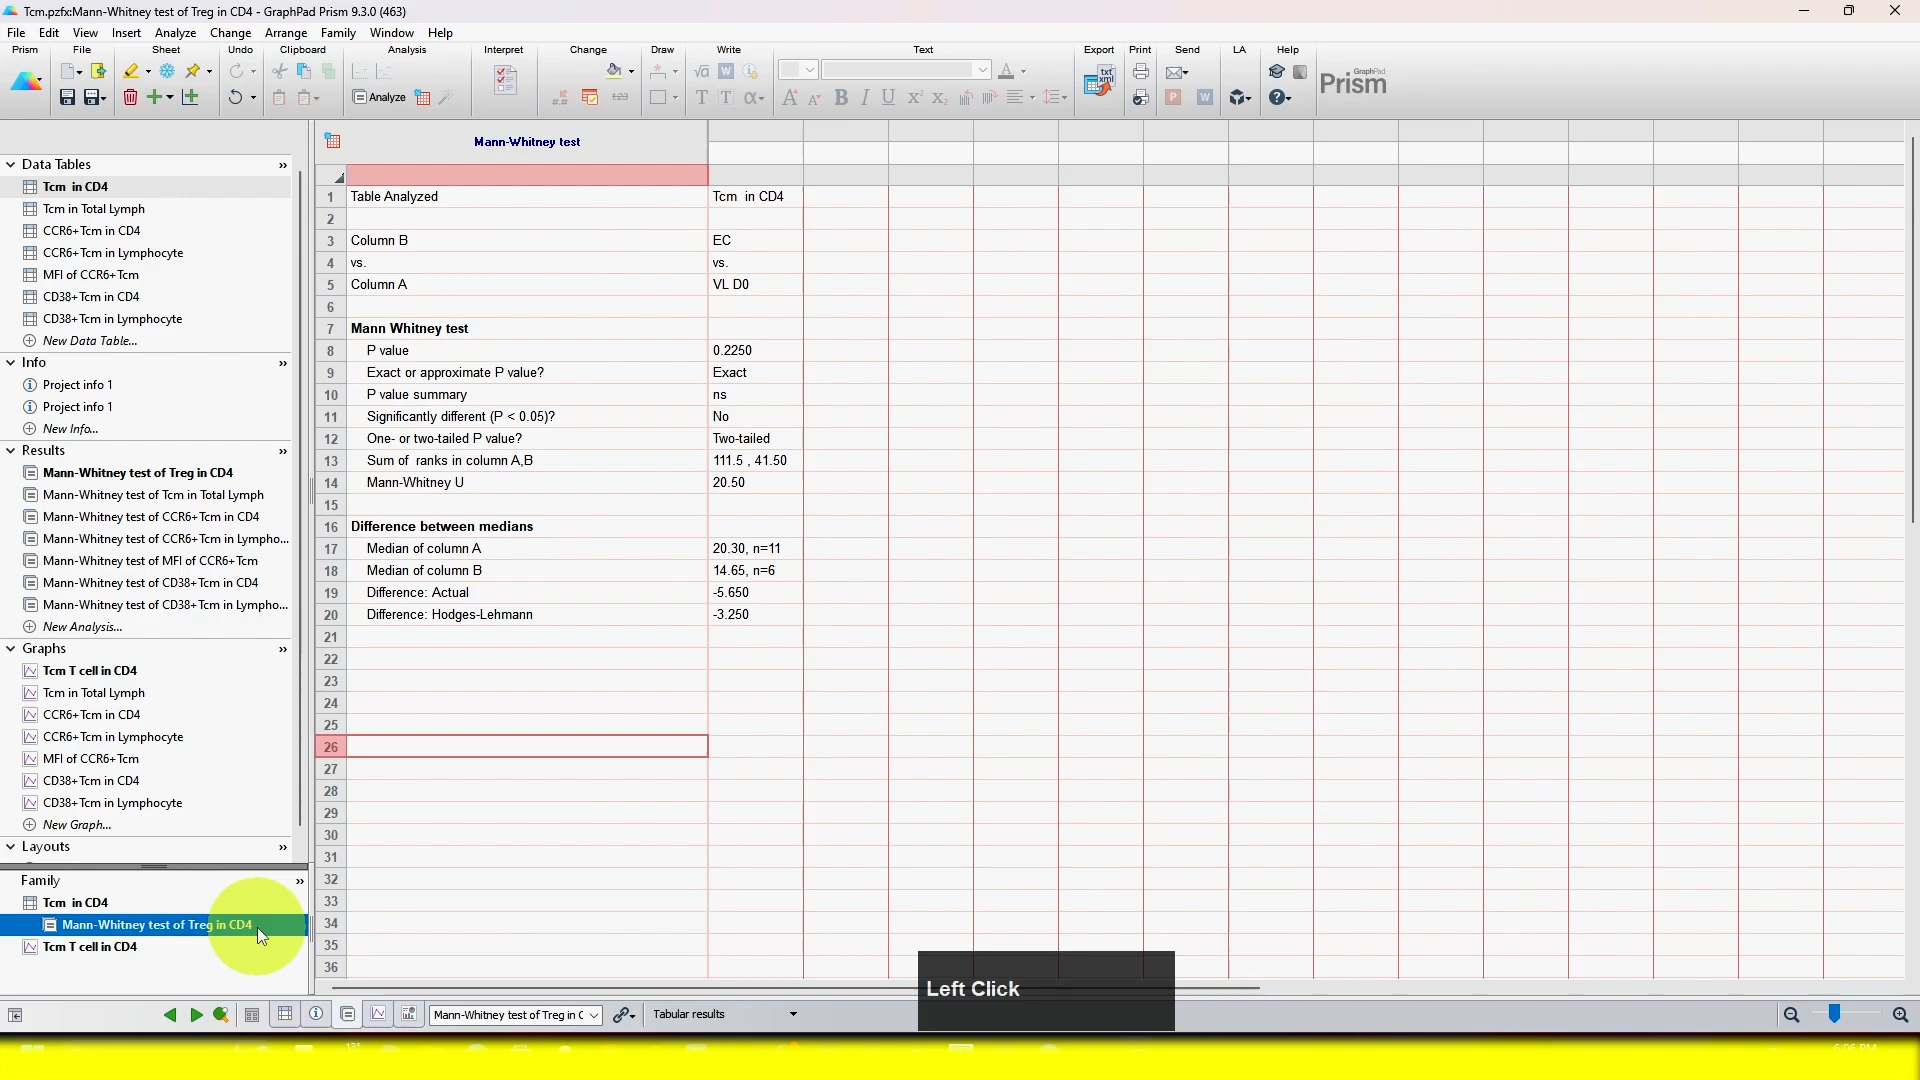 Tcm.pzfx:Mann-Whitney test of Treg in CD4 - GraphPad Prism 9.3.0 (463)
File Edit View Insert Analyze Change Arrange Family Window Help
Prism File Sheet Undo Clipboard Analysis Interpret Change Draw Write Text Export Print Send LA Help
Analyze
GraphPad
Prism
Data Tables
Tcm in CD4
Tcm in Total Lymph
CCR6+Tcm in CD4
CCR6+Tcm in Lymphocyte
MFI of CCR6+Tcm
CD38+Tcm in CD4
CD38+Tcm in Lymphocyte
New Data Table...
Info
Project info 1
Project info 1
New Info...
Results
Mann-Whitney test of Treg in CD4
Mann-Whitney test of Tcm in Total Lymph
Mann-Whitney test of CCR6+Tcm in CD4
Mann-Whitney test of CCR6+Tcm in Lympho...
Mann-Whitney test of MFI of CCR6+Tcm
Mann-Whitney test of CD38+Tcm in CD4
Mann-Whitney test of CD38+Tcm in Lympho...
New Analysis...
Graphs
Tcm T cell in CD4
Tcm in Total Lymph
CCR6+Tcm in CD4
CCR6+Tcm in Lymphocyte
MFI of CCR6+Tcm
CD38+Tcm in CD4
CD38+Tcm in Lymphocyte
New Graph...
Layouts
Family
Tcm in CD4
Mann-Whitney test of Treg in CD4
Tcm T cell in CD4
Mann-Whitney test
1 Table Analyzed Tcm in CD4
2
3 Column B EC
4 vs. vs.
5 Column A VL D0
6
7 Mann Whitney test
8 P value 0.2250
9 Exact or approximate P value? Exact
10 P value summary ns
11 Significantly different (P < 0.05)? No
12 One- or two-tailed P value? Two-tailed
13 Sum of ranks in column A,B 111.5 , 41.50
14 Mann-Whitney U 20.50
15
16 Difference between medians
17 Median of column A 20.30, n=11
18 Median of column B 14.65, n=6
19 Difference: Actual -5.650
20 Difference: Hodges-Lehmann -3.250
21
22
23
24
25
26
27
28
29
30
31
32
33
34
35
36
Left Click
Mann-Whitney test of Treg in C
Tabular results